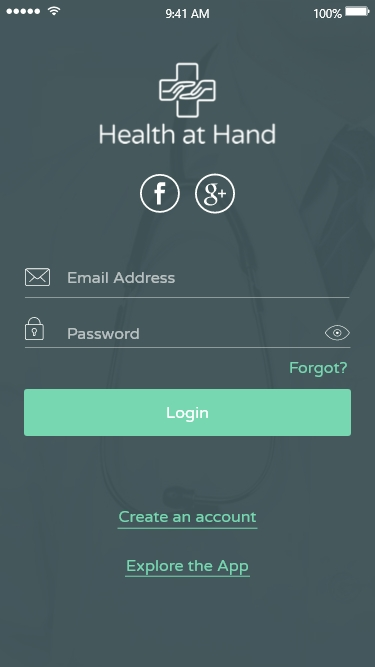 9:41 AM 100%
Health at Hand
f g+
Email Address
Password
Forgot?
Login
Create an account
Explore the App